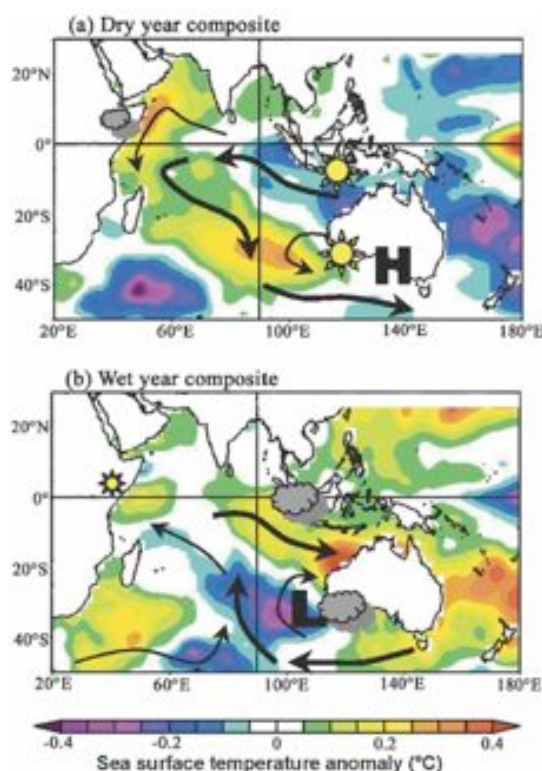 (a) Dry year composite
20°N
0°
20°S
40°S
H
20°E 60°E 100°E 140°E 180°E
(b) Wet year composite
20°N
0°
20°S
40°S
L
20°E 60°E 100°E 140°E 180°E
-0.4 -0.2 0 0.2 0.4
Sea surface temperature anomaly (°C)